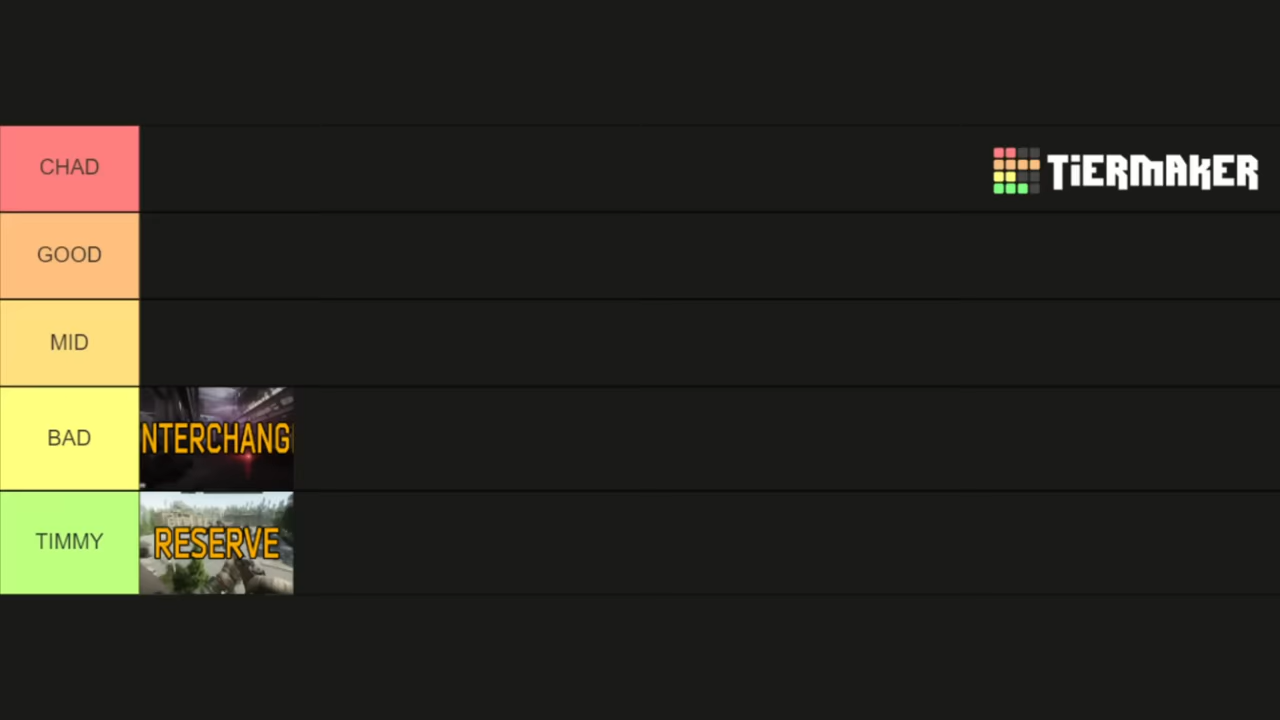 CHAD
TiERMAKER
GOOD
MID
BAD
NTERCHANG
TIMMY
RESERVE